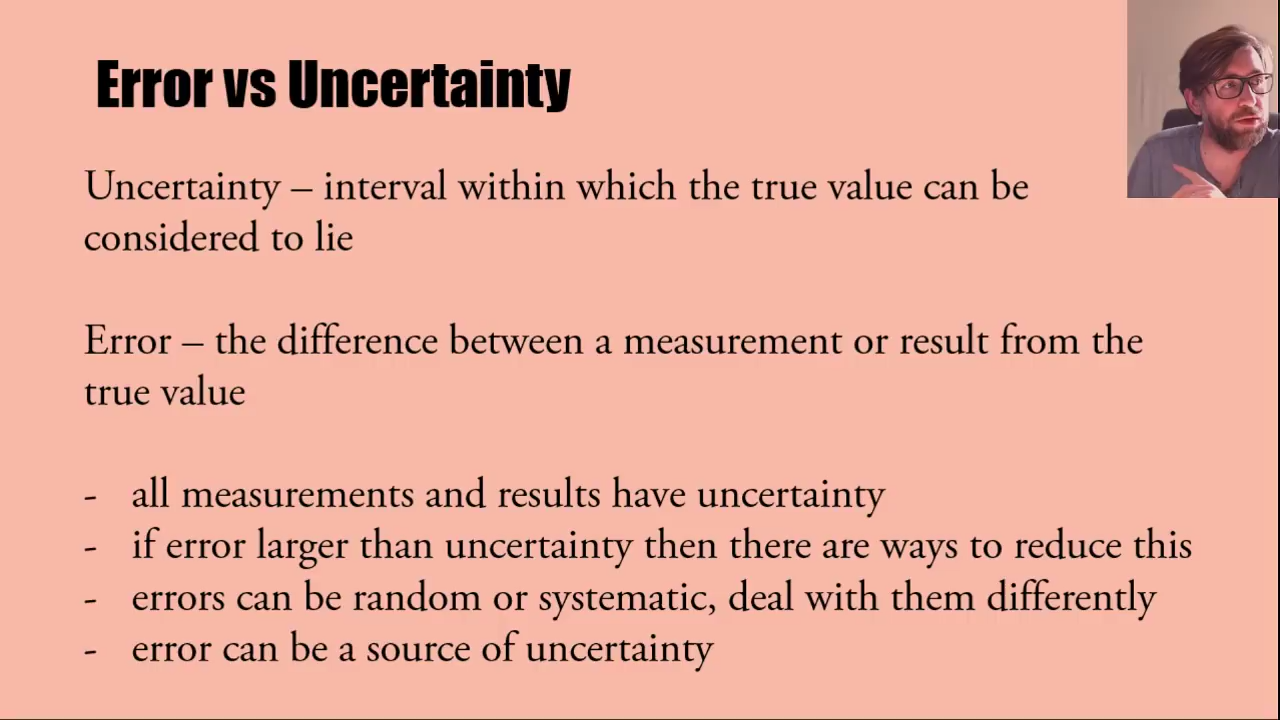 Error vs Uncertainty
Uncertainty – interval within which the true value can be
considered to lie
Error – the difference between a measurement or result from the
true value
- all measurements and results have uncertainty
- if error larger than uncertainty then there are ways to reduce this
- errors can be random or systematic, deal with them differently
- error can be a source of uncertainty